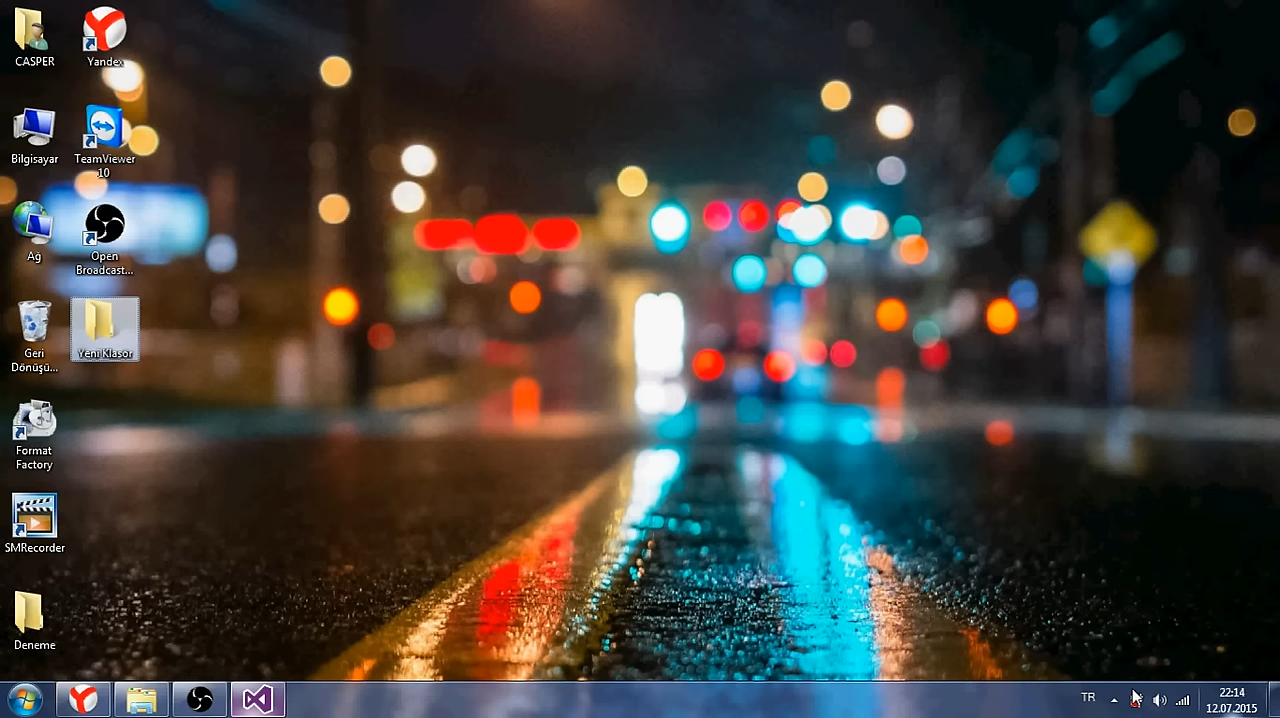 CASPER
Yandex
Bilgisayar
TeamViewer
10
Ağ
Open
Broadcast...
Geri
Dönüşü...
Yeni Klasör
Format
Factory
SMRecorder
Deneme
TR
22:14
12.07.2015